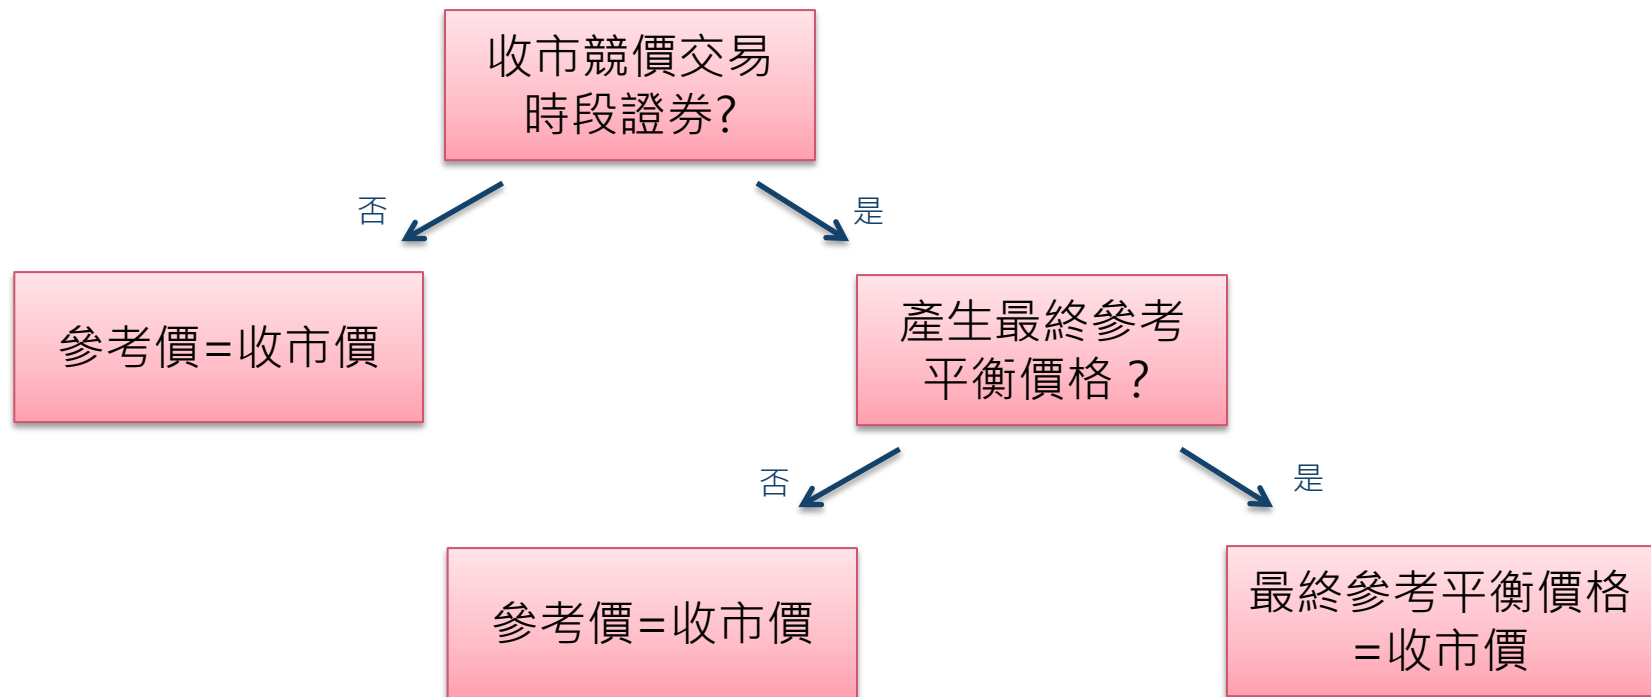 收市競價交易
時段證券?
否
是
參考價=收市價
產生最終參考
平衡價格？
否
是
參考價=收市價
最終參考平衡價格
=收市價